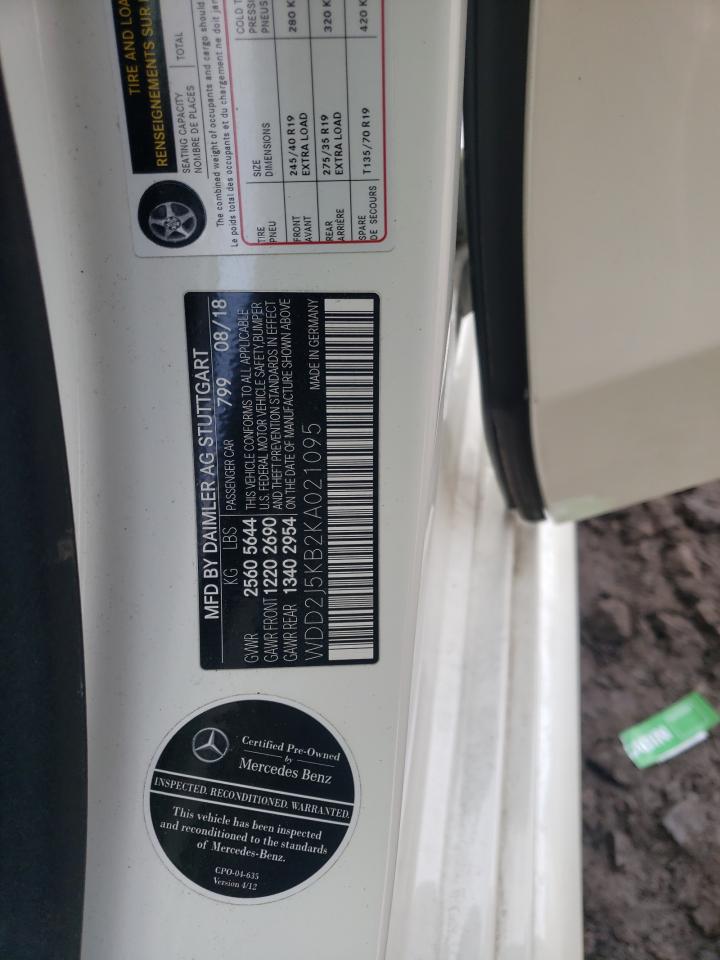 TIRE AND LOA
RENSEIGNEMENTS SUR
SEATING CAPACITY
NOMBRE DE PLACES
TOTAL
The combined weight of occupants and cargo should
Le poids total des occupants et du chargement ne doit jam
TIRE
PNEU
SIZE
DIMENSIONS
COLD T
PRESSI
PNEUS
FRONT
AVANT
245/40 R19
EXTRA LOAD
280 K
REAR
ARRIÈRE
275/35 R19
EXTRA LOAD
320 K
SPARE
DE SECOURS
T135/70 R19
420 K
MFD BY DAIMLER AG STUTTGART
KG LBS PASSENGER CAR 799 08/18
GVWR 2560 5644 THIS VEHICLE CONFORMS TO ALL APPLICABLE
GAWR FRONT 1220 2690 U.S. FEDERAL MOTOR VEHICLE SAFETY, BUMPER
GAWR REAR 1340 2954 AND THEFT PREVENTION STANDARDS IN EFFECT
ON THE DATE OF MANUFACTURE SHOWN ABOVE
WDD2J5KB2KA021095 MADE IN GERMANY
Certified Pre-Owned
by
Mercedes Benz
INSPECTED. RECONDITIONED. WARRANTED.
This vehicle has been inspected
and reconditioned to the standards
of Mercedes-Benz.
CPO-04-635
Version 4/12